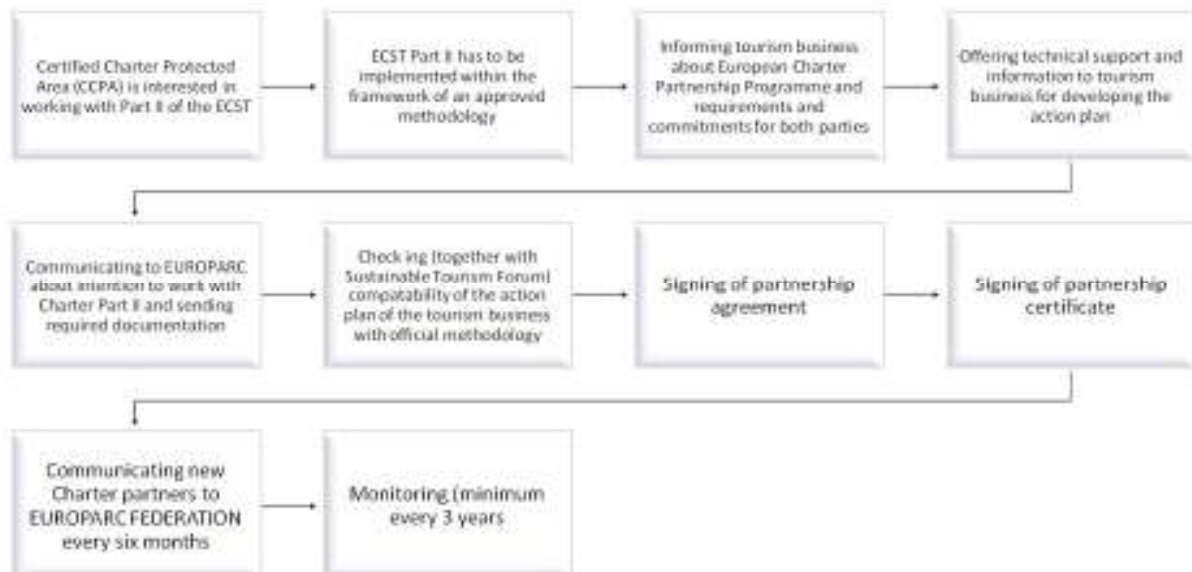 Certified Charter Protected
Area (CCPA) is interested in
working with Part II of the ECST
ECST Part II has to be
implemented within the
framework of an approved
methodology
Informing tourism business
about European Charter
Partnership Programme and
requirements and
commitments for both parties
Offering technical support and
information to tourism
business for developing the
action plan
Communicating to EUROPARC
about intention to work with
Charter Part II and sending
required documentation
Checking (together with
Sustainable Tourism Forum)
compatability of the action
plan of the tourism business
with official methodology
Signing of partnership
agreement
Signing of partnership
certificate
Communicating new
Charter partners to
EUROPARC FEDERATION
every six months
Monitoring (minimum
every 3 years